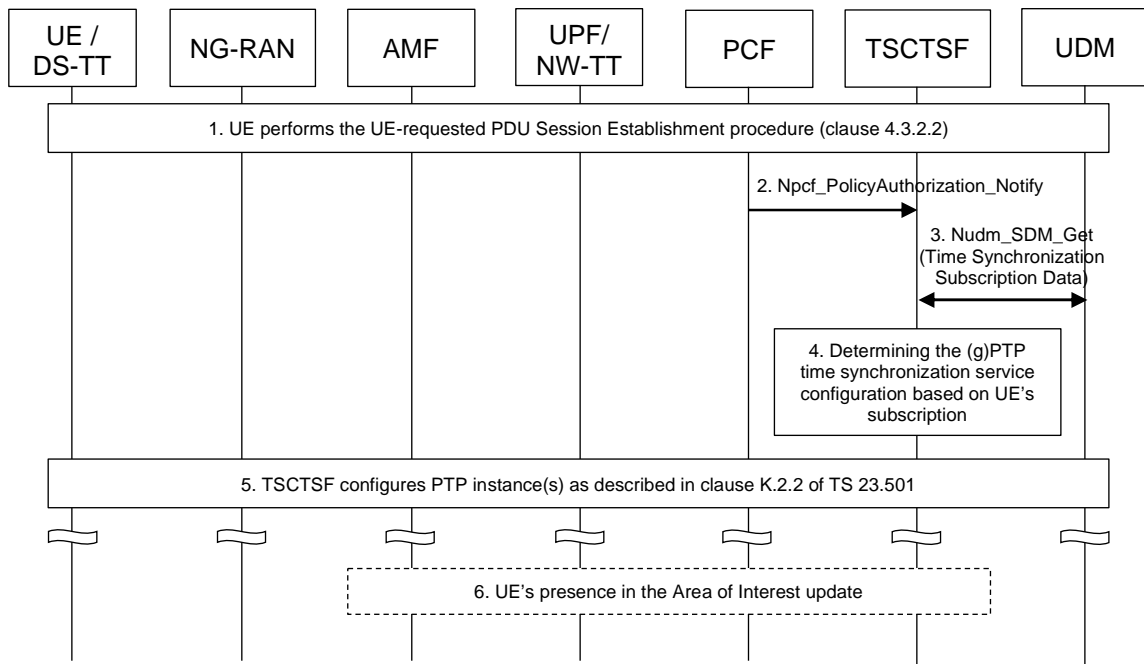 UE /
DS-TT
NG-RAN
AMF
UPF/
NW-TT
PCF
TSCTSF
UDM
1. UE performs the UE-requested PDU Session Establishment procedure (clause 4.3.2.2)
2. Npcf_PolicyAuthorization_Notify
3. Nudm_SDM_Get
(Time Synchronization
Subscription Data)
4. Determining the (g)PTP
time synchronization service
configuration based on UE's
subscription
5. TSCTSF configures PTP instance(s) as described in clause K.2.2 of TS 23.501
6. UE's presence in the Area of Interest update